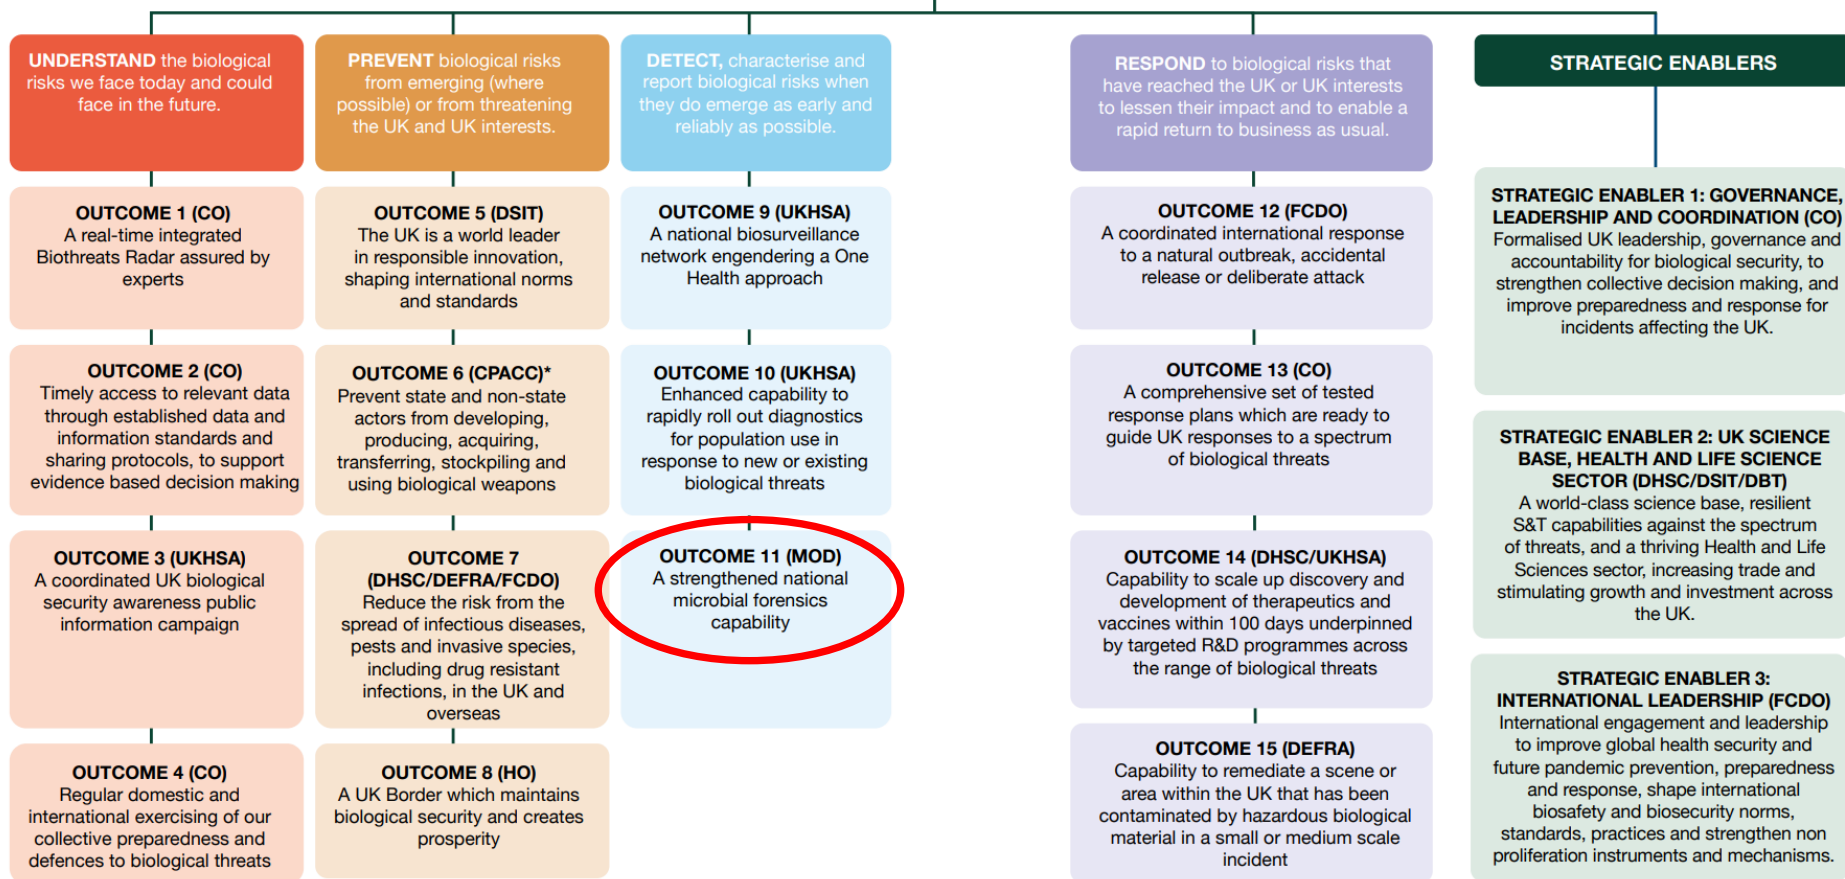 UNDERSTAND the biological
risks we face today and could
face in the future.
OUTCOME 1 (CO)
A real-time integrated
Biothreats Radar assured by
experts
OUTCOME 2 (CO)
Timely access to relevant data
through established data and
information standards and
sharing protocols, to support
evidence based decision making
OUTCOME 3 (UKHSA)
A coordinated UK biological
security awareness public
information campaign
OUTCOME 4 (CO)
Regular domestic and
international exercising of our
collective preparedness and
defences to biological threats
PREVENT biological risks
from emerging (where
possible) or from threatening
the UK and UK interests.
OUTCOME 5 (DSIT)
The UK is a world leader
in responsible innovation,
shaping international norms
and standards
OUTCOME 6 (CPACC)*
Prevent state and non-state
actors from developing,
producing, acquiring,
transferring, stockpiling and
using biological weapons
OUTCOME 7
(DHSC/DEFRA/FCDO)
Reduce the risk from the
spread of infectious diseases,
pests and invasive species,
including drug resistant
infections, in the UK and
overseas
OUTCOME 8 (HO)
A UK Border which maintains
biological security and creates
prosperity
DETECT, characterise and
report biological risks when
they do emerge as early and
reliably as possible.
OUTCOME 9 (UKHSA)
A national biosurveillance
network engendering a One
Health approach
OUTCOME 10 (UKHSA)
Enhanced capability to
rapidly roll out diagnostics
for population use in
response to new or existing
biological threats
OUTCOME 11 (MOD)
A strengthened national
microbial forensics
capability
RESPOND to biological risks that
have reached the UK or UK interests
to lessen their impact and to enable a
rapid return to business as usual.
OUTCOME 12 (FCDO)
A coordinated international response
to a natural outbreak, accidental
release or deliberate attack
OUTCOME 13 (CO)
A comprehensive set of tested
response plans which are ready to
guide UK responses to a spectrum
of biological threats
OUTCOME 14 (DHSC/UKHSA)
Capability to scale up discovery and
development of therapeutics and
vaccines within 100 days underpinned
by targeted R&D programmes across
the range of biological threats
OUTCOME 15 (DEFRA)
Capability to remediate a scene or
area within the UK that has been
contaminated by hazardous biological
material in a small or medium scale
incident
STRATEGIC ENABLERS
STRATEGIC ENABLER 1: GOVERNANCE,
LEADERSHIP AND COORDINATION (CO)
Formalised UK leadership, governance and
accountability for biological security, to
strengthen collective decision making, and
improve preparedness and response for
incidents affecting the UK.
STRATEGIC ENABLER 2: UK SCIENCE
BASE, HEALTH AND LIFE SCIENCE
SECTOR (DHSC/DSIT/DBT)
A world-class science base, resilient
S&T capabilities against the spectrum
of threats, and a thriving Health and Life
Sciences sector, increasing trade and
stimulating growth and investment across
the UK.
STRATEGIC ENABLER 3:
INTERNATIONAL LEADERSHIP (FCDO)
International engagement and leadership
to improve global health security and
future pandemic prevention, preparedness
and response, shape international
biosafety and biosecurity norms,
standards, practices and strengthen non
proliferation instruments and mechanisms.